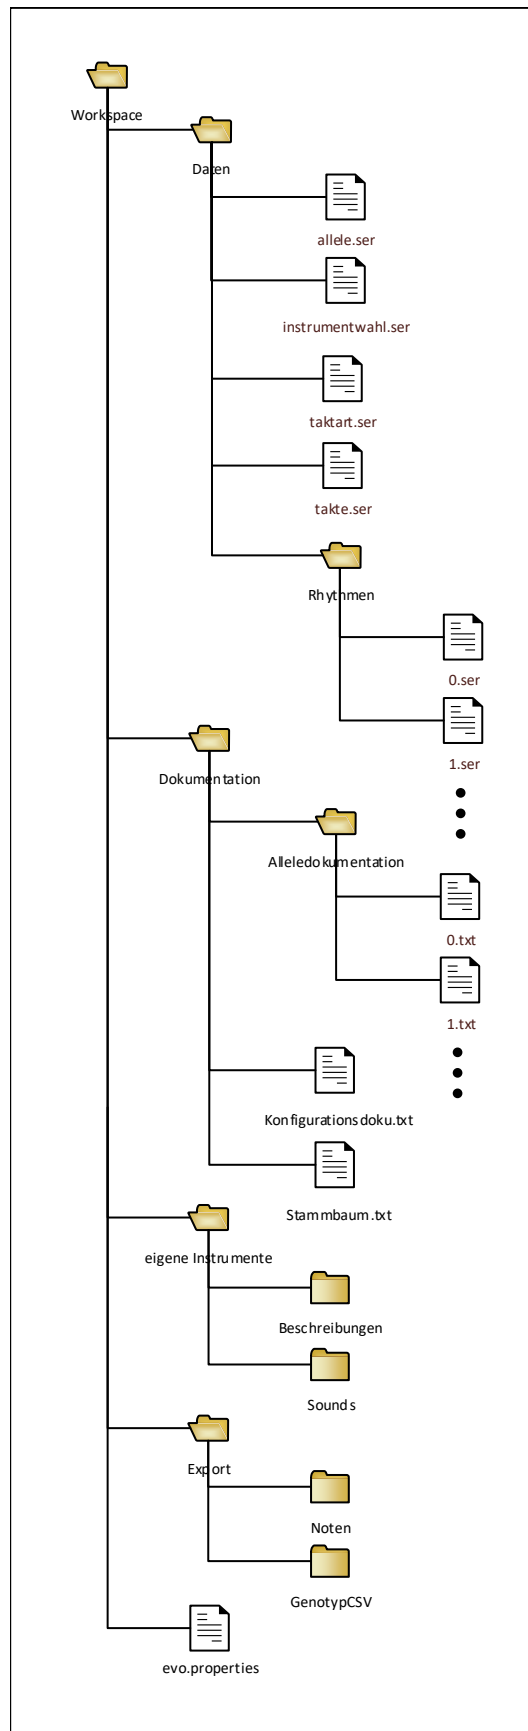 Workspace
Daten
allele.ser
instrumentwahl.ser
taktart.ser
takte.ser
Rhythmen
0.ser
1.ser
Dokumentation
Alleledokumentation
0.txt
1.txt
Konfigurationsdoku.txt
Stammbaum.txt
eigene Instrumente
Beschreibungen
Sounds
Export
Noten
GenotypCSV
evo.properties